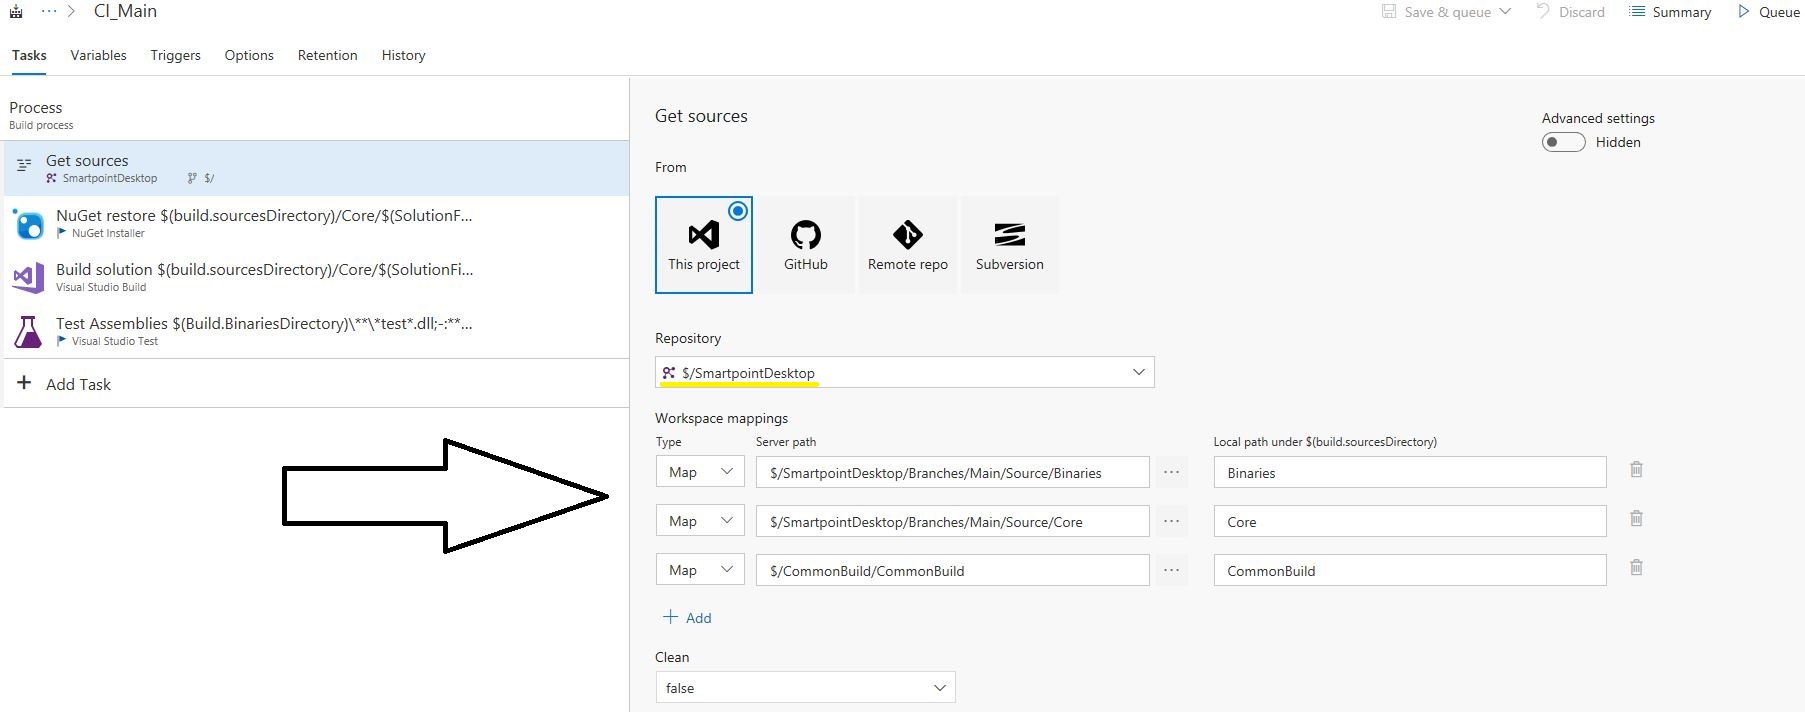 ··· > CI_Main
Save & queue
Discard
Summary
Queue
Tasks
Variables
Triggers
Options
Retention
History
Process
Build process
Get sources
SmartpointDesktop
$/
NuGet restore $(build.sourcesDirectory)/Core/$(SolutionF...
NuGet Installer
Build solution $(build.sourcesDirectory)/Core/$(SolutionFi...
Visual Studio Build
Test Assemblies $(Build.BinariesDirectory)\**\*test*.dll;-:**...
Visual Studio Test
+ Add Task
Get sources
Advanced settings
Hidden
From
This project
GitHub
Remote repo
Subversion
Repository
$/SmartpointDesktop
Workspace mappings
Type Server path Local path under $(build.sourcesDirectory)
Map $/SmartpointDesktop/Branches/Main/Source/Binaries ··· Binaries
Map $/SmartpointDesktop/Branches/Main/Source/Core ··· Core
Map $/CommonBuild/CommonBuild ··· CommonBuild
+ Add
Clean
false